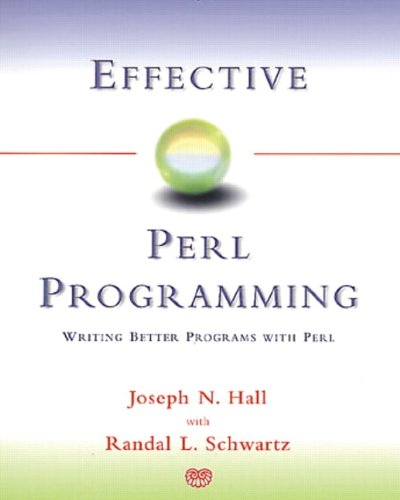 EFFECTIVE
PERL
PROGRAMMING
WRITING BETTER PROGRAMS WITH PERL
Joseph N. Hall
with
Randal L. Schwartz